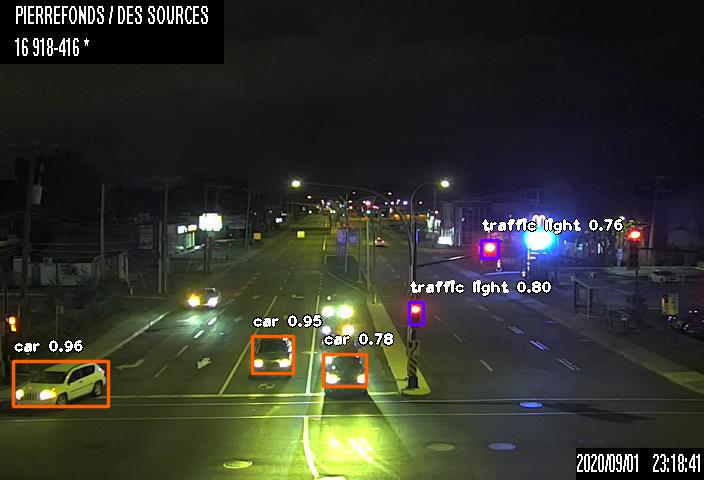 PIERREFONDS / DES SOURCES
16 918-416 *
traffic light 0.76
traffic light 0.80
car 0.95
car 0.78
car 0.96
2020/09/01 23:18:41